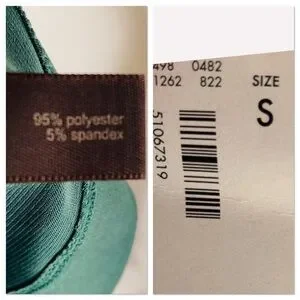 95% polyester
5% spandex
498 0482
1262 822 SIZE
S
51067319